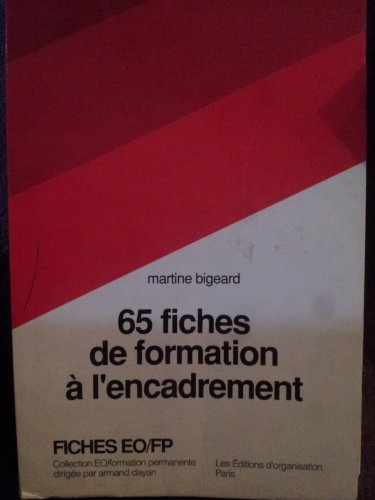 martine bigeard
65 fiches
de formation
à l'encadrement
FICHES EO/FP
Collection EO/formation permanente
dirigée par armand dayan
Les Éditions d'organisation
Paris